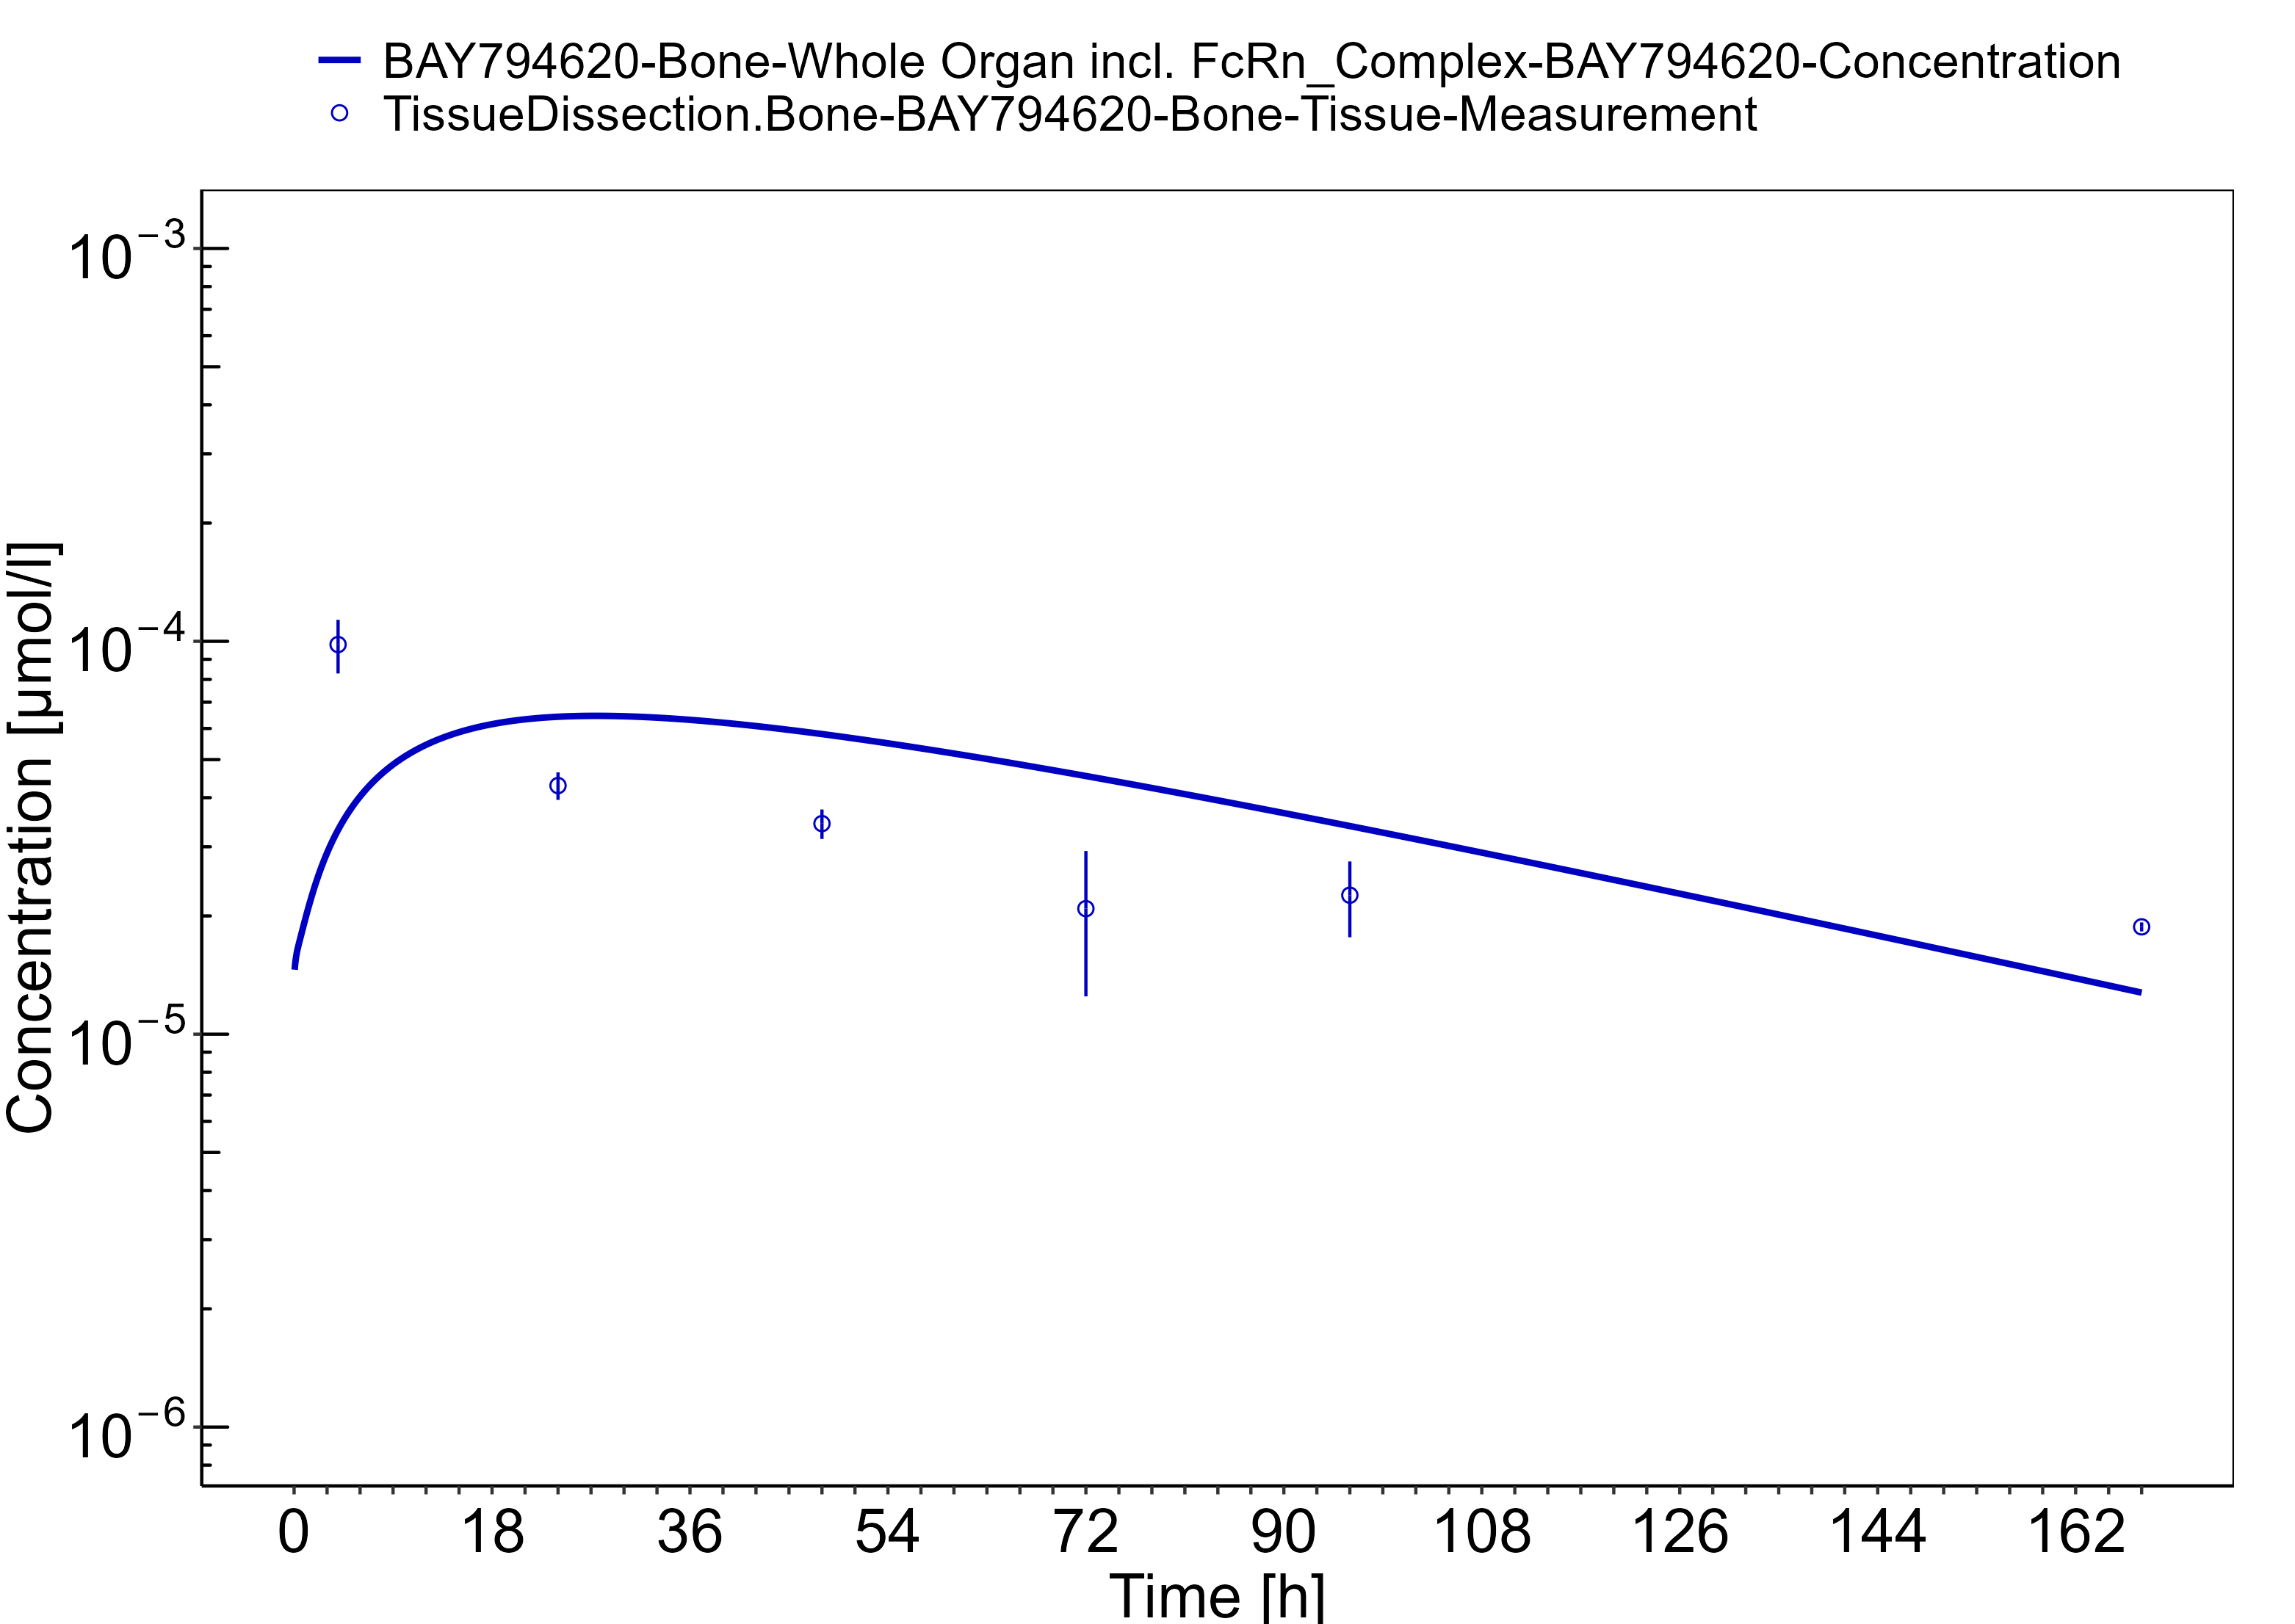 BAY794620-Bone-Whole Organ incl. FcRn_Complex-BAY794620-Concentration
TissueDissection.Bone-BAY794620-Bone-Tissue-Measurement
10−3
10−4
10−5
10−6
Concentration [µmol/l]
0 18 36 54 72 90 108 126 144 162
Time [h]